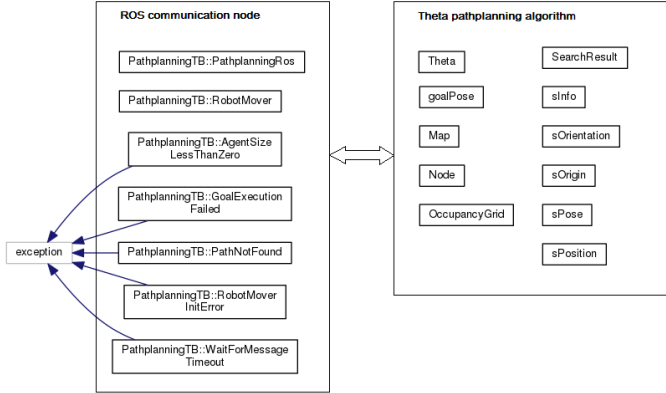 ROS communication node
PathplanningTB::PathplanningRos
PathplanningTB::RobotMover
PathplanningTB::AgentSize
LessThanZero
PathplanningTB::GoalExecution
Failed
exception
PathplanningTB::PathNotFound
PathplanningTB::RobotMover
InitError
PathplanningTB::WaitForMessage
Timeout
Theta pathplanning algorithm
Theta
goalPose
Map
Node
OccupancyGrid
SearchResult
sInfo
sOrientation
sOrigin
sPose
sPosition